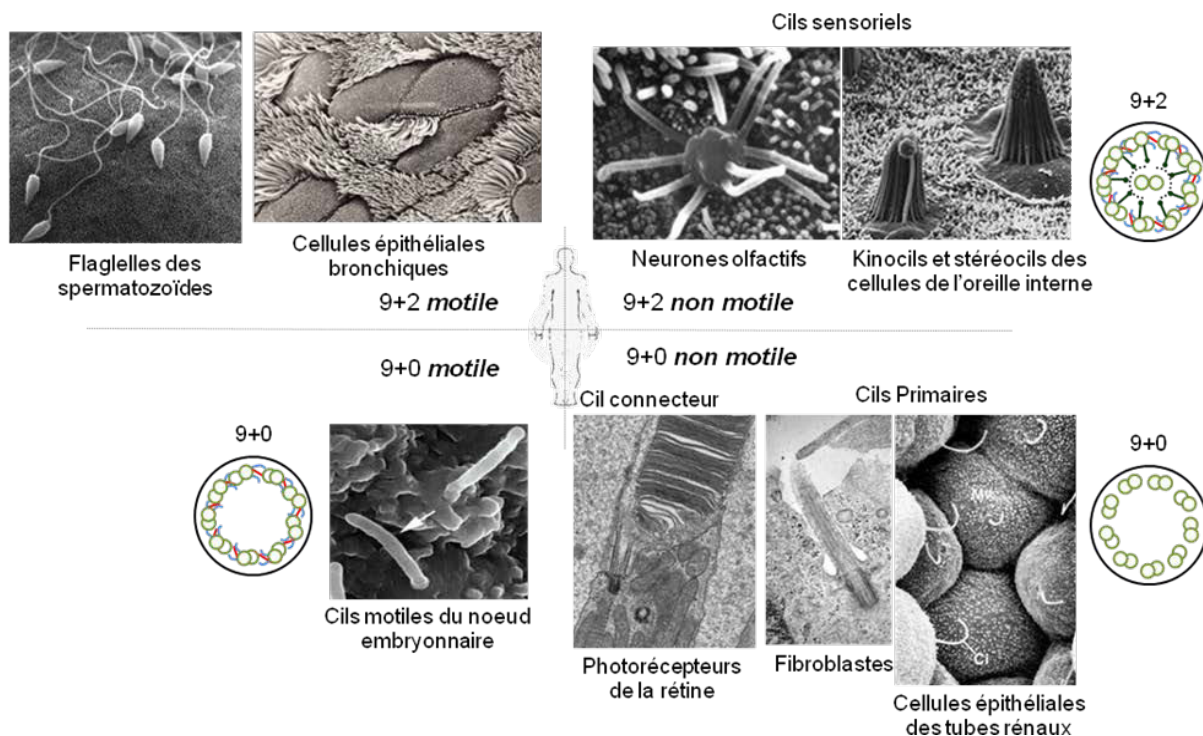 Cils sensoriels
9+2
Flaglelles des
spermatozoïdes
Cellules épithéliales
bronchiques
Neurones olfactifs
Kinocils et stéréocils des
cellules de l'oreille interne
9+2 motile
9+2 non motile
9+0 motile
9+0 non motile
Cil connecteur
Cils Primaires
9+0
9+0
Mv
Cl
Cils motiles du noeud
embryonnaire
Photorécepteurs
de la rétine
Fibroblastes
Cellules épithéliales
des tubes rénaux